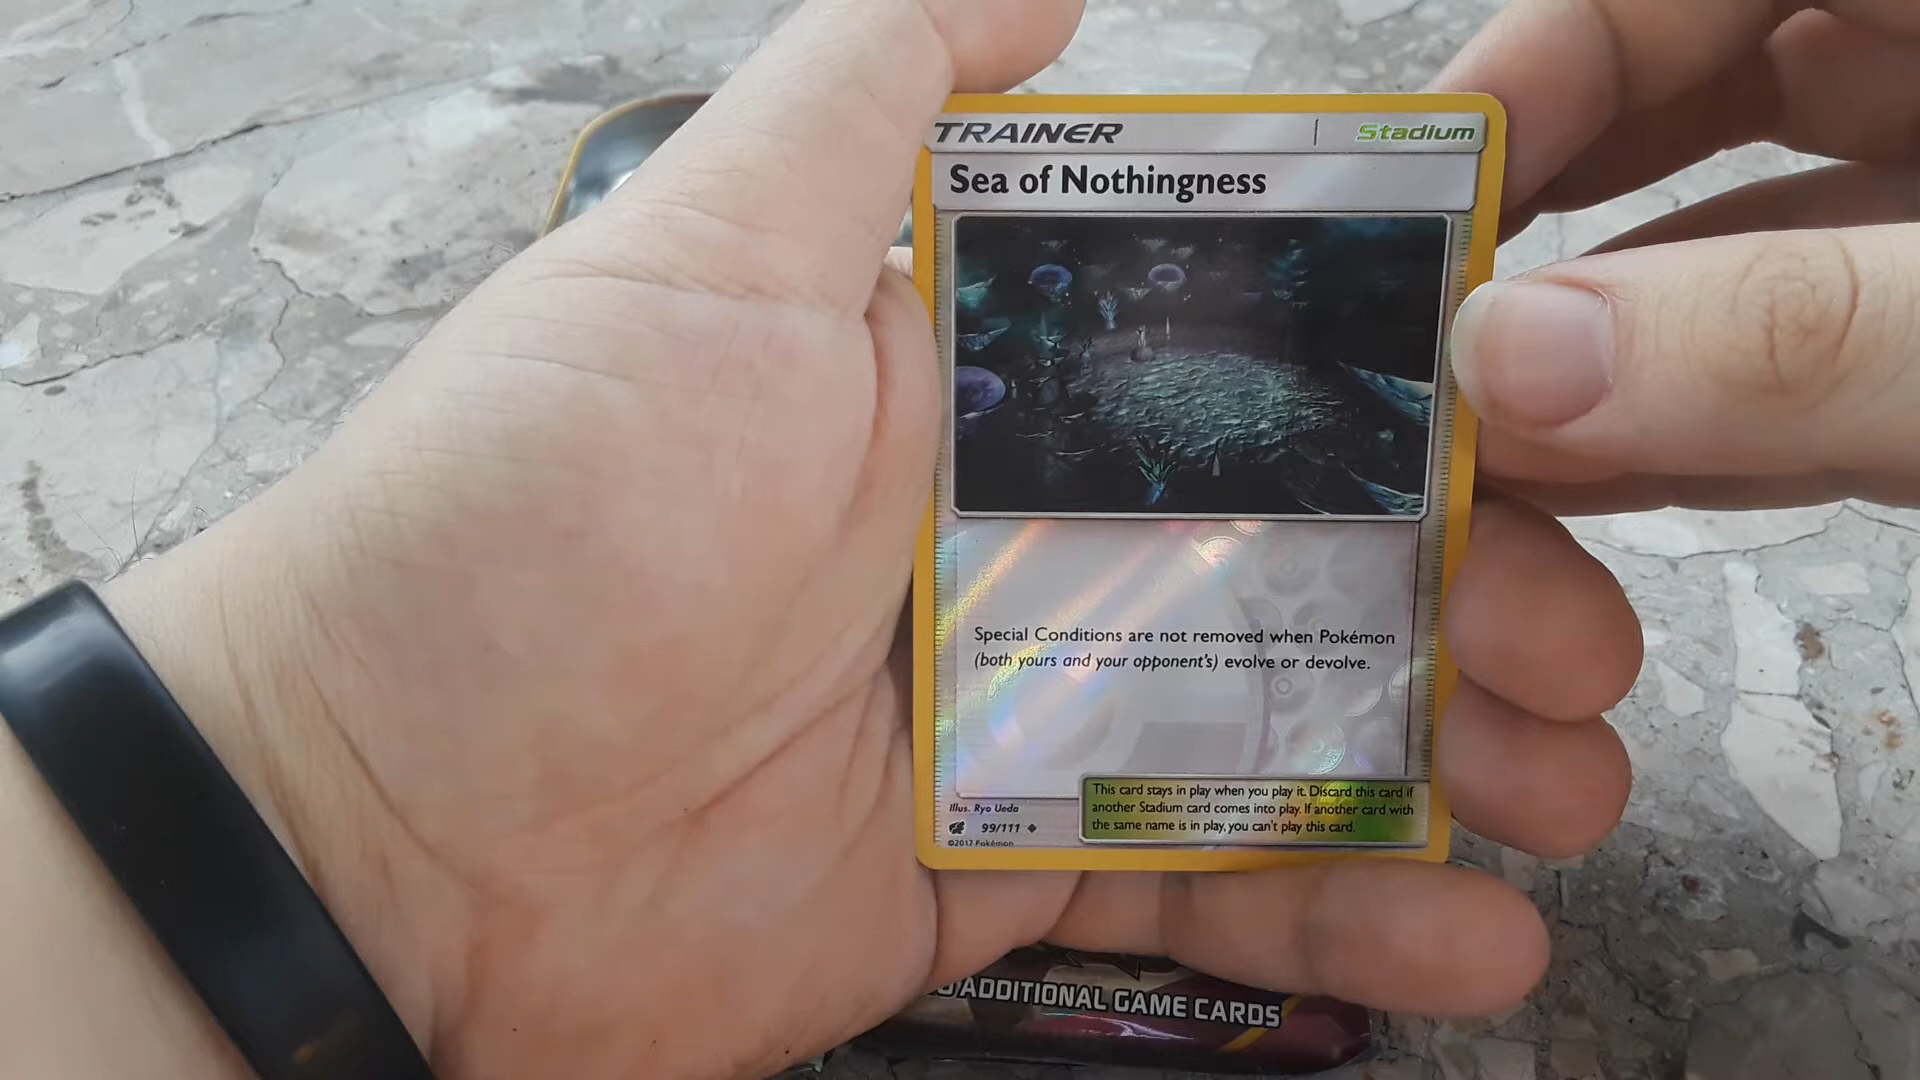 TRAINER
Stadium
Sea of Nothingness
Special Conditions are not removed when Pokémon
(both yours and your opponent's) evolve or devolve.
This card stays in play when you play it. Discard this card if
another Stadium card comes into play. If another card with
the same name is in play, you can't play this card.
Illus. Ryo Ueda
99/111
©2017 Pokémon
ADDITIONAL GAME CARDS